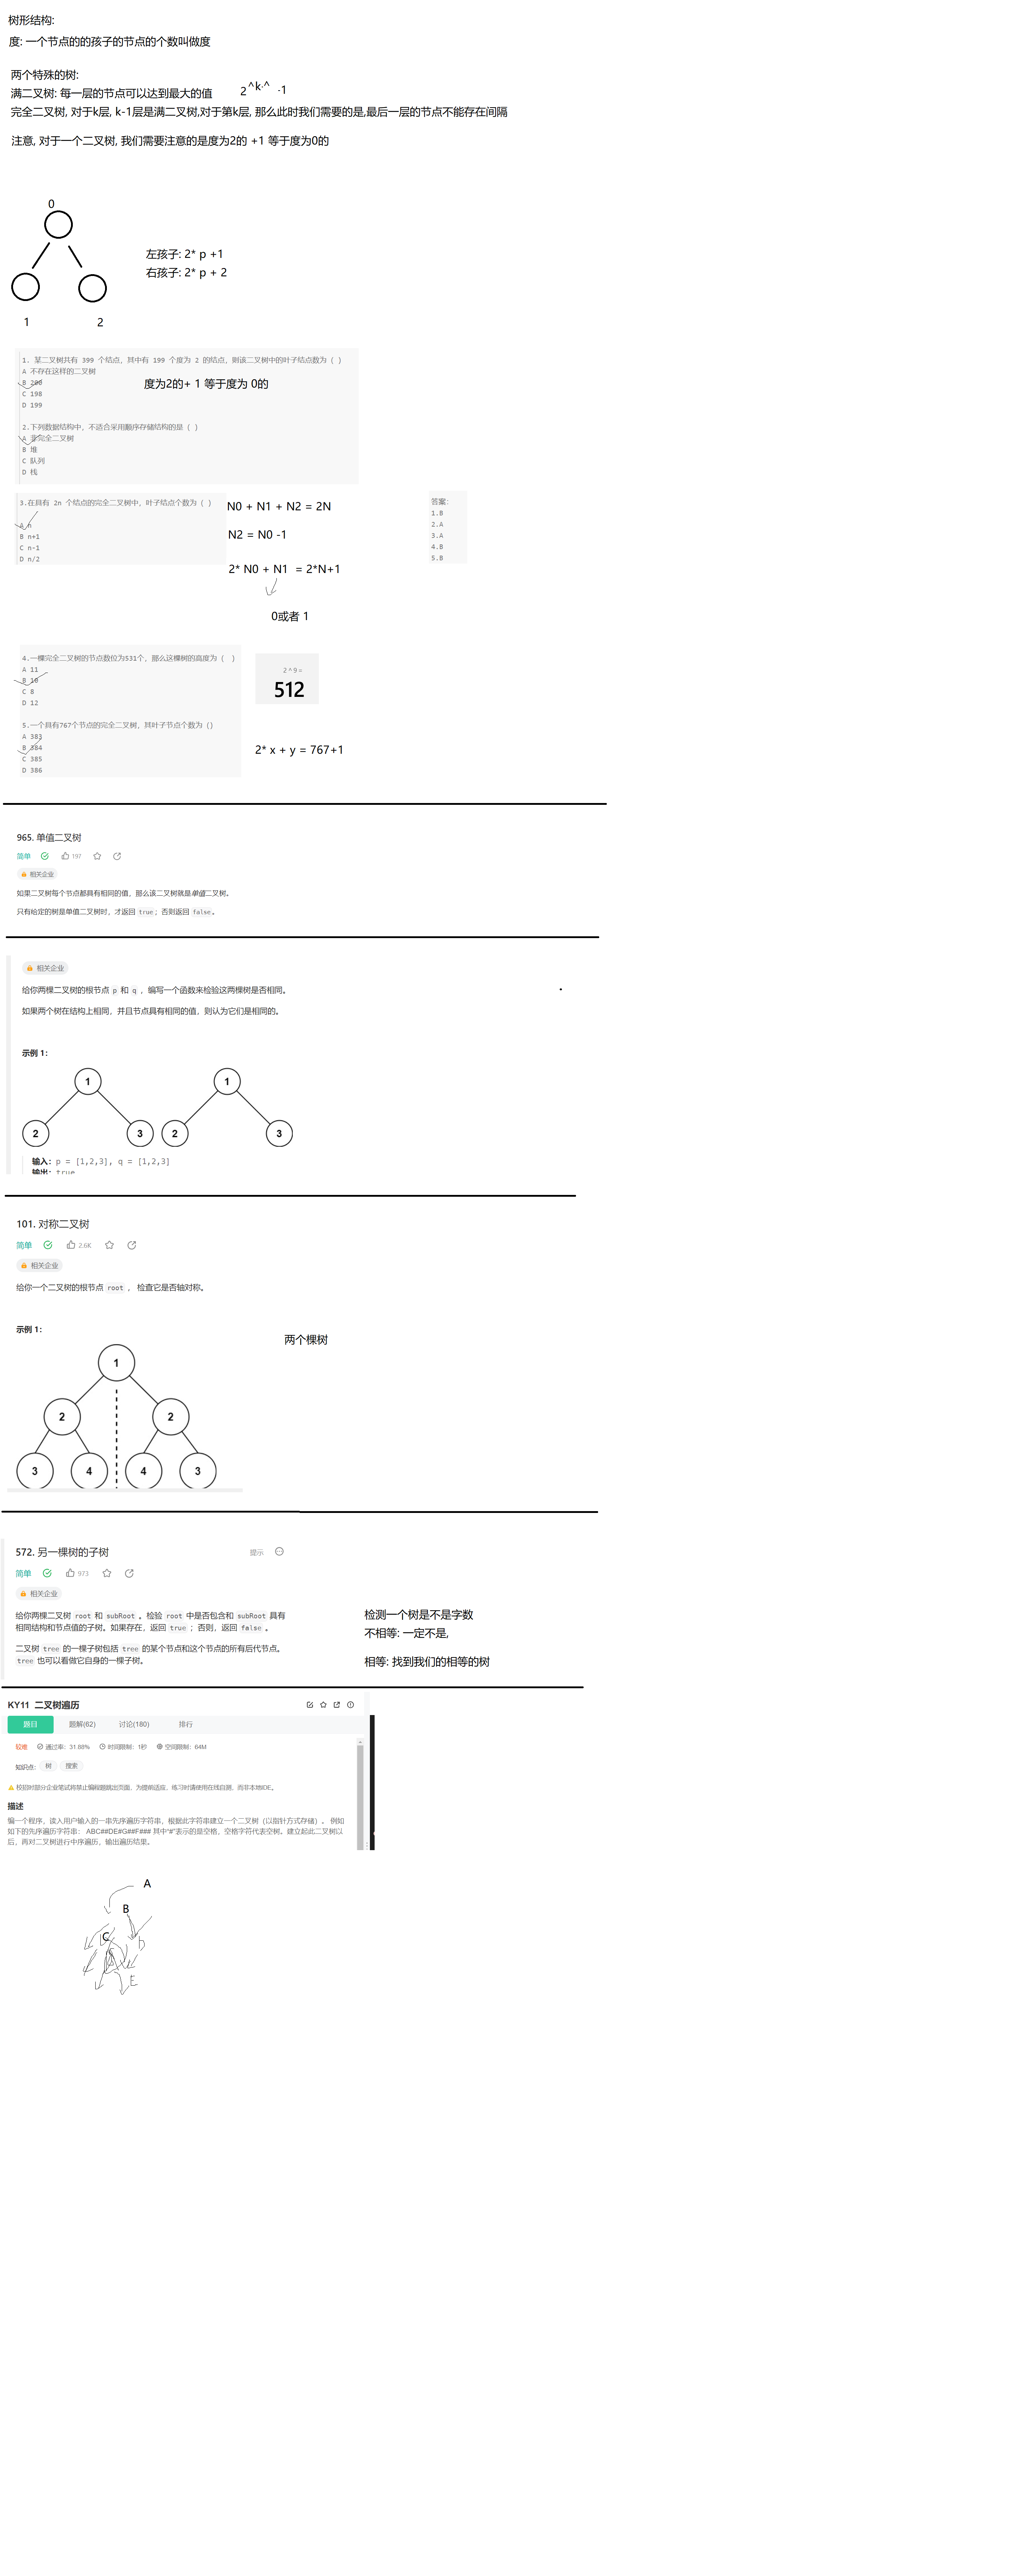 树形结构:
度: 一个节点的的孩子的节点的个数叫做度
两个特殊的树:
满二叉树: 每一层的节点可以达到最大的值 2^k-^ -1
完全二叉树, 对于k层, k-1层是满二叉树,对于第k层, 那么此时我们需要的是,最后一层的节点不能存在间隔
注意, 对于一个二叉树, 我们需要注意的是度为2的 +1 等于度为0的
0
左孩子: 2* p +1
右孩子: 2* p + 2
1 2
1. 某二叉树共有 399 个结点，其中有 199 个度为 2 的结点，则该二叉树中的叶子结点数为（ ）
A 不存在这样的二叉树
B 200
C 198
D 199
度为2的+ 1 等于度为 0的
2.下列数据结构中，不适合采用顺序存储结构的是（ ）
A 非完全二叉树
B 堆
C 队列
D 栈
3.在具有 2n 个结点的完全二叉树中，叶子结点个数为（ ）
A n
B n+1
C n-1
D n/2
N0 + N1 + N2 = 2N
N2 = N0 -1
2* N0 + N1 = 2*N+1
0或者 1
答案：
1.B
2.A
3.A
4.B
5.B
4.一棵完全二叉树的节点数位为531个，那么这棵树的高度为（ ）
A 11
B 10
C 8
D 12
2 ^ 9 =
512
5.一个具有767个节点的完全二叉树，其叶子节点个数为（）
A 383
B 384
C 385
D 386
2* x + y = 767+1
965. 单值二叉树
简单 197
相关企业
如果二叉树每个节点都具有相同的值，那么该二叉树就是单值二叉树。
只有给定的树是单值二叉树时，才返回 true；否则返回 false。
相关企业
给你两棵二叉树的根节点 p 和 q ，编写一个函数来检验这两棵树是否相同。
如果两个树在结构上相同，并且节点具有相同的值，则认为它们是相同的。
示例 1：
1 1
2 3 2 3
输入：p = [1,2,3], q = [1,2,3]
输出：true
101. 对称二叉树
简单 2.6K
相关企业
给你一个二叉树的根节点 root ， 检查它是否轴对称。
示例 1：
两个棵树
1
2 2
3 4 4 3
572. 另一棵树的子树 提示
简单 973
相关企业
给你两棵二叉树 root 和 subRoot 。检验 root 中是否包含和 subRoot 具有
相同结构和节点值的子树。如果存在，返回 true ；否则，返回 false 。
二叉树 tree 的一棵子树包括 tree 的某个节点和这个节点的所有后代节点。
tree 也可以看做它自身的一棵子树。
检测一个树是不是字数
不相等: 一定不是,
相等: 找到我们的相等的树
KY11 二叉树遍历
题目 题解(62) 讨论(180) 排行
较难 通过率：31.88% 时间限制：1秒 空间限制：64M
知识点： 树 搜索
校招时部分企业笔试将禁止编程题跳出页面，为提前适应，练习时请使用在线自测，而非本地IDE。
描述
编一个程序，读入用户输入的一串先序遍历字符串，根据此字符串建立一个二叉树（以指针方式存储）。 例如
如下的先序遍历字符串： ABC##DE#G##F### 其中“#”表示的是空格，空格字符代表空树。建立起此二叉树以
后，再对二叉树进行中序遍历，输出遍历结果。
A
B
C
D
E